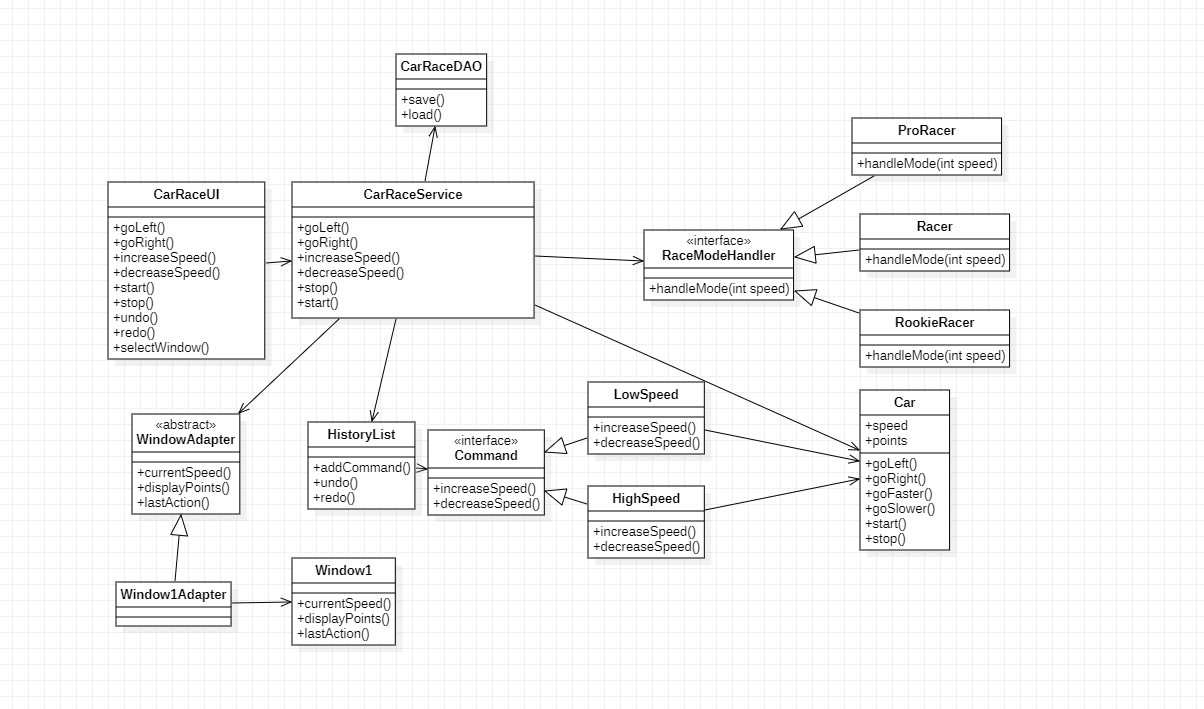 CarRaceDAO
+save()
+load()
CarRaceUI
+goLeft()
+goRight()
+increaseSpeed()
+decreaseSpeed()
+start()
+stop()
+undo()
+redo()
+selectWindow()
CarRaceService
+goLeft()
+goRight()
+increaseSpeed()
+decreaseSpeed()
+stop()
+start()
«interface»
RaceModeHandler
+handleMode(int speed)
ProRacer
+handleMode(int speed)
Racer
+handleMode(int speed)
RookieRacer
+handleMode(int speed)
«abstract»
WindowAdapter
+currentSpeed()
+displayPoints()
+lastAction()
HistoryList
+addCommand()
+undo()
+redo()
«interface»
Command
+increaseSpeed()
+decreaseSpeed()
LowSpeed
+increaseSpeed()
+decreaseSpeed()
HighSpeed
+increaseSpeed()
+decreaseSpeed()
Car
+speed
+points
+goLeft()
+goRight()
+goFaster()
+goSlower()
+start()
+stop()
Window1Adapter
Window1
+currentSpeed()
+displayPoints()
+lastAction()